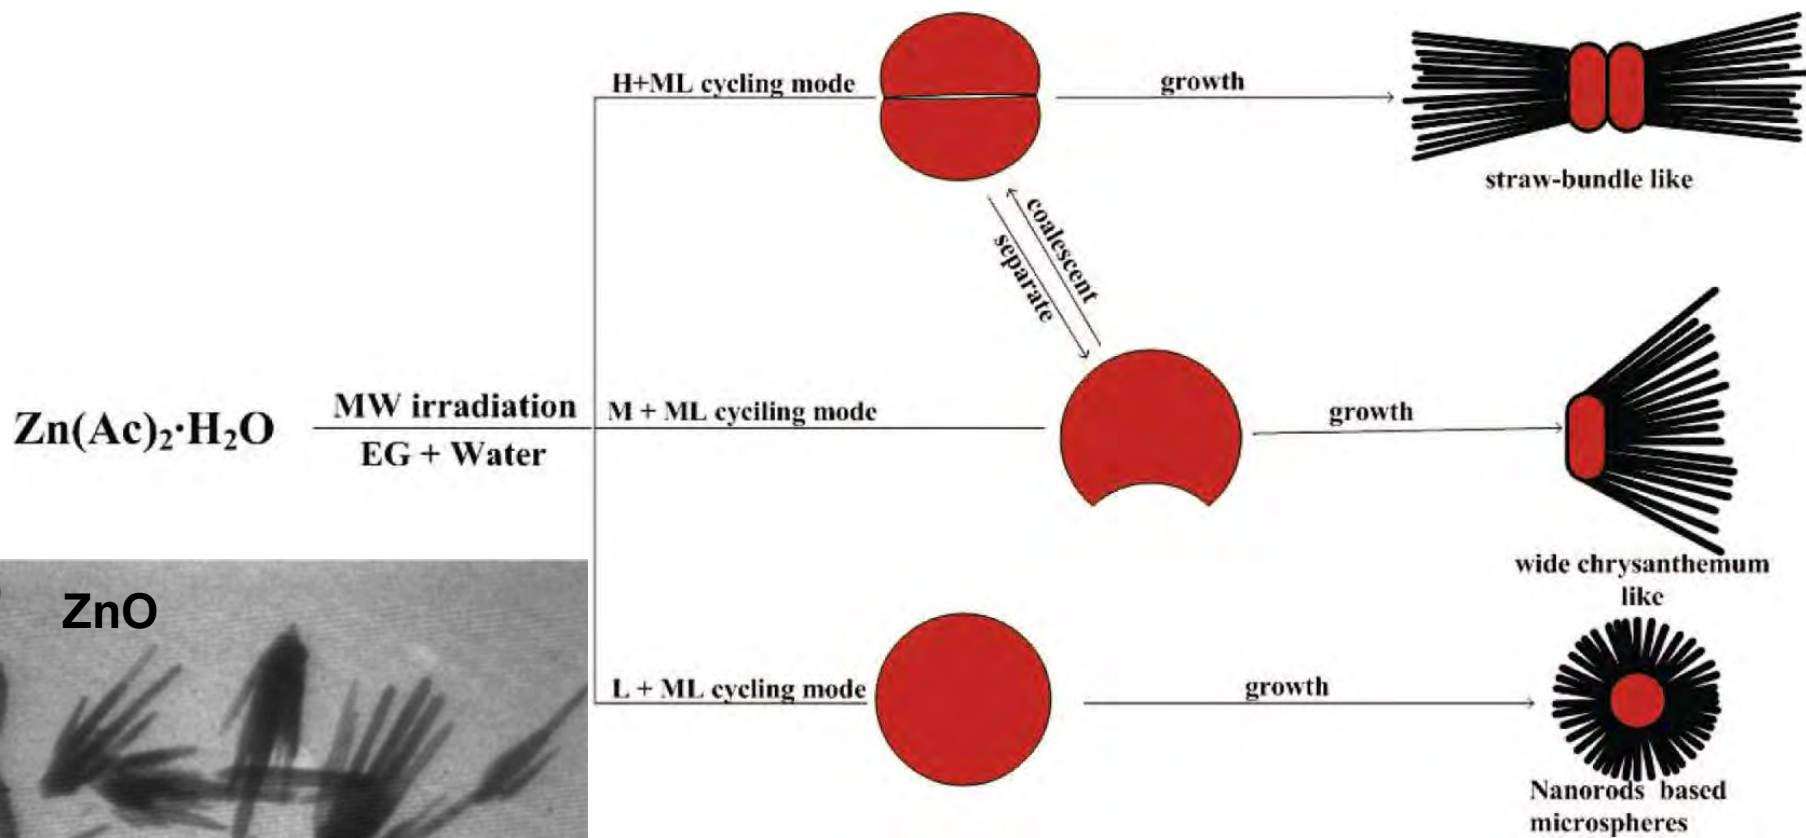 H+ML cycling mode
growth
straw-bundle like
coalescent
separate
Zn(Ac)₂·H₂O
MW irradiation
EG + Water
M + ML cyciling mode
growth
wide chrysanthemum
like
ZnO
L + ML cycling mode
growth
Nanorods based
microspheres